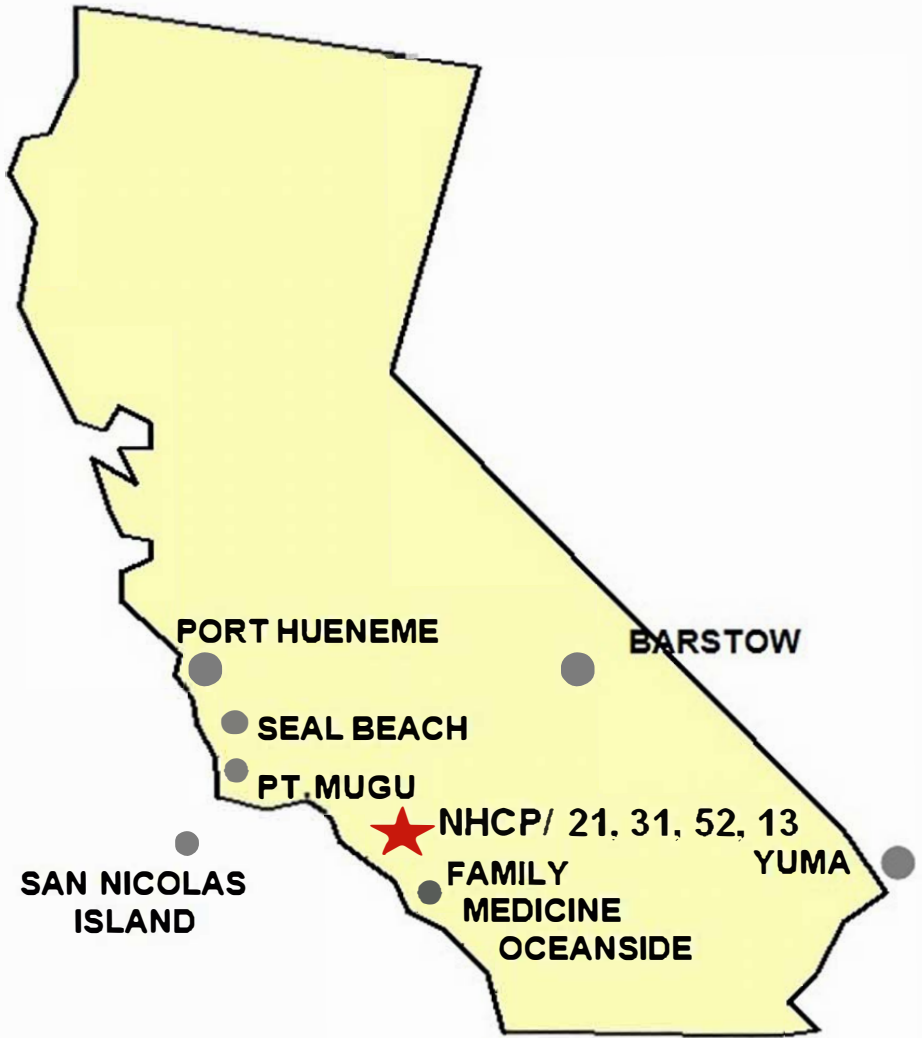 PORT HUENEME
BARSTOW
SEAL BEACH
PT. MUGU
NHCP/ 21, 31, 52, 13
YUMA
SAN NICOLAS
ISLAND
FAMILY
MEDICINE
OCEANSIDE